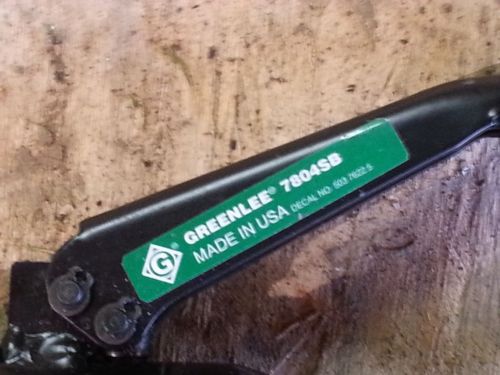 G® GREENLEE® 7804SB
MADE IN USA DECAL NO. 503 7622.5